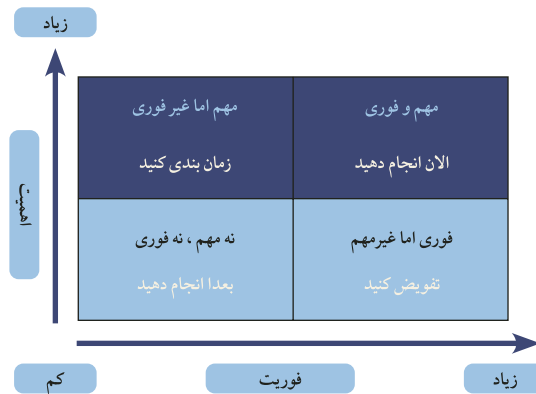 زیاد
اهمیت
مهم و فوری
الان انجام دهید
مهم اما غیر فوری
زمان بندی کنید
فوری اما غیرمهم
تفویض کنید
نه مهم ، نه فوری
بعدا انجام دهید
زیاد
فوریت
کم